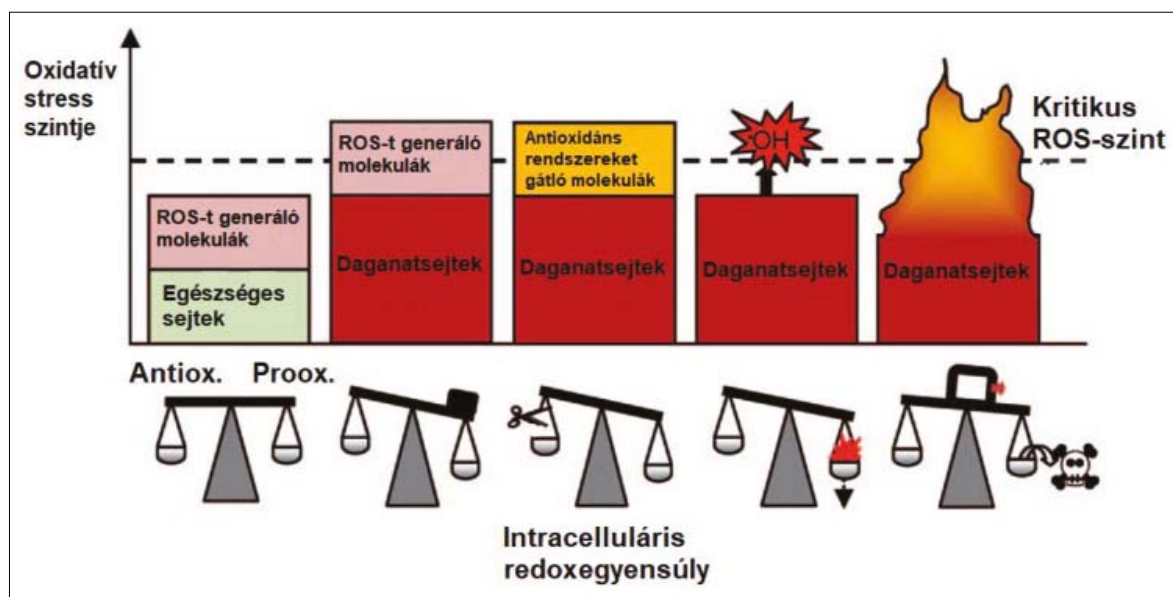 Oxidatív
stress
szintje
ROS-t generáló
molekulák
Egészséges
sejtek
ROS-t generáló
molekulák
Daganatsejtek
Antioxidáns
rendszereket
gátló molekulák
Daganatsejtek
OH
Daganatsejtek
Daganatsejtek
Kritikus
ROS-szint
Antiox. Proox.
Intracelluláris
redoxegyensúly